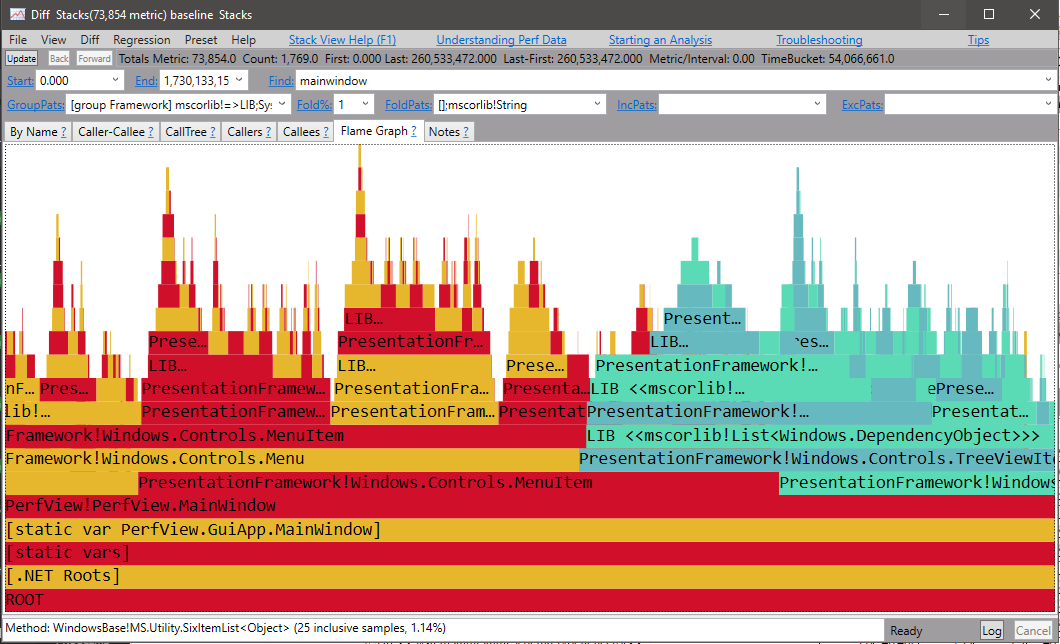 Diff Stacks(73,854 metric) baseline Stacks
File View Diff Regression Preset Help Stack View Help (F1) Understanding Perf Data Starting an Analysis Troubleshooting Tips
Update Back Forward Totals Metric: 73,854.0 Count: 1,769.0 First: 0.000 Last: 260,533,472.000 Last-First: 260,533,472.000 Metric/Interval: 0.00 TimeBucket: 54,066,661.0
Start: 0.000 End: 1,730,133,15 Find: mainwindow
GroupPats: [group Framework] mscorlib!=>LIB;Sys Fold%: 1 FoldPats: [];mscorlib!String IncPats: ExcPats:
By Name ? Caller-Callee ? CallTree ? Callers ? Callees ? Flame Graph ? Notes ?
LIB… Present…
Prese… PresentationFr… LIB… es…
LIB… LIB… Prese… PresentationFramework!…
nF… Pres… PresentationFramew… PresentationFra… Presenta… LIB <<mscorlib!… ePrese…
lib!… PresentationFramew… PresentationFram… Presentat PresentationFramework!… Presentat…
Framework!Windows.Controls.MenuItem LIB <<mscorlib!List<Windows.DependencyObject>>>
Framework!Windows.Controls.Menu PresentationFramework!Windows.Controls.TreeViewIte
PresentationFramework!Windows.Controls.MenuItem PresentationFramework!Windows
PerfView!PerfView.MainWindow
[static var PerfView.GuiApp.MainWindow]
[static vars]
[.NET Roots]
ROOT
Method: WindowsBase!MS.Utility.SixItemList<Object> (25 inclusive samples, 1.14%) Ready Log Cancel